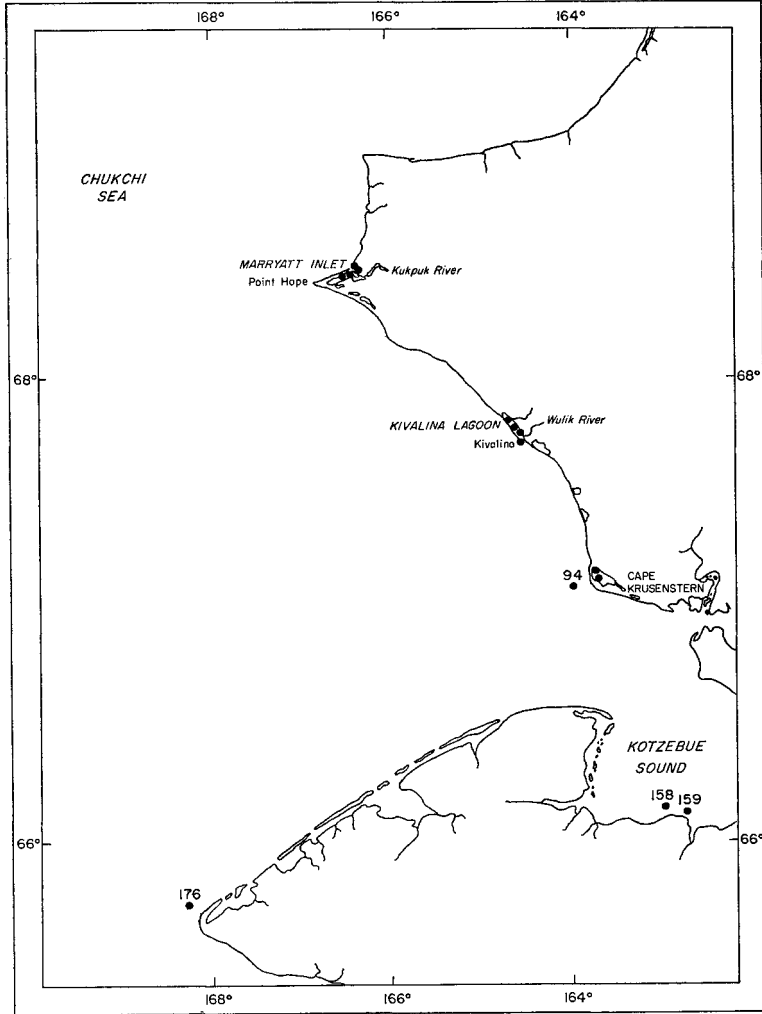 168° 166° 164°
CHUKCHI
SEA
MARRYATT INLET
Kukpuk River
Point Hope
68° 68°
KIVALINA LAGOON
Wulik River
Kivalina
94
CAPE
KRUSENSTERN
KOTZEBUE
SOUND
158 159
66° 66°
176
168° 166° 164°